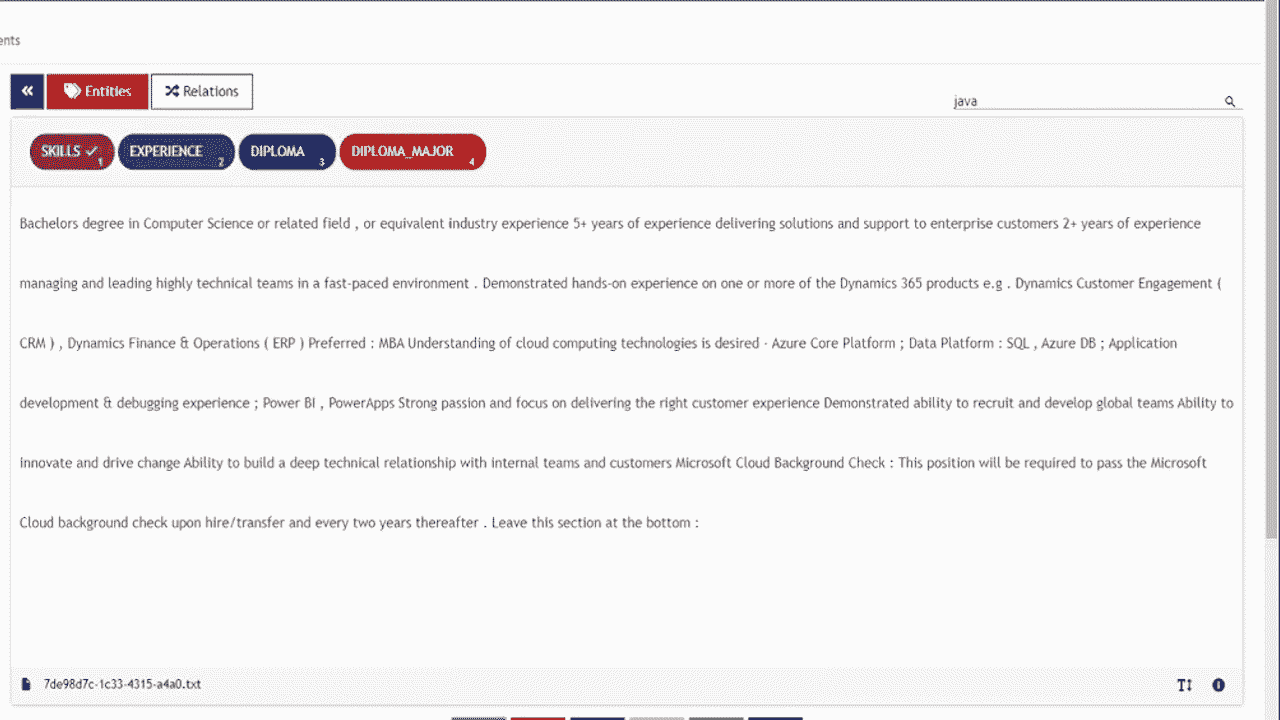 ents
Entities
Relations
java
SKILLS 1
EXPERIENCE 2
DIPLOMA 3
DIPLOMA_MAJOR 4
Bachelors degree in Computer Science or related field , or equivalent industry experience 5+ years of experience delivering solutions and support to enterprise customers 2+ years of experience
managing and leading highly technical teams in a fast-paced environment . Demonstrated hands-on experience on one or more of the Dynamics 365 products e.g . Dynamics Customer Engagement (
CRM ) , Dynamics Finance & Operations ( ERP ) Preferred : MBA Understanding of cloud computing technologies is desired · Azure Core Platform ; Data Platform : SQL , Azure DB ; Application
development & debugging experience ; Power BI , PowerApps Strong passion and focus on delivering the right customer experience Demonstrated ability to recruit and develop global teams Ability to
innovate and drive change Ability to build a deep technical relationship with internal teams and customers Microsoft Cloud Background Check : This position will be required to pass the Microsoft
Cloud background check upon hire/transfer and every two years thereafter . Leave this section at the bottom :
7de98d7c-1c33-4315-a4a0.txt